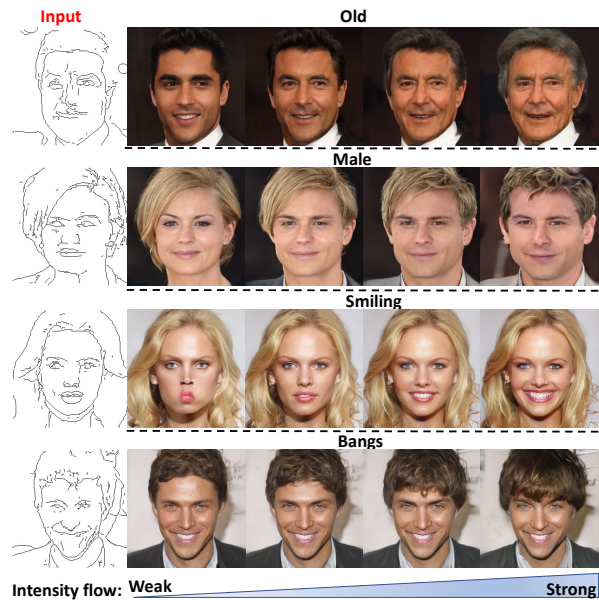 Input
Old
Male
Smiling
Bangs
Intensity flow: Weak Strong